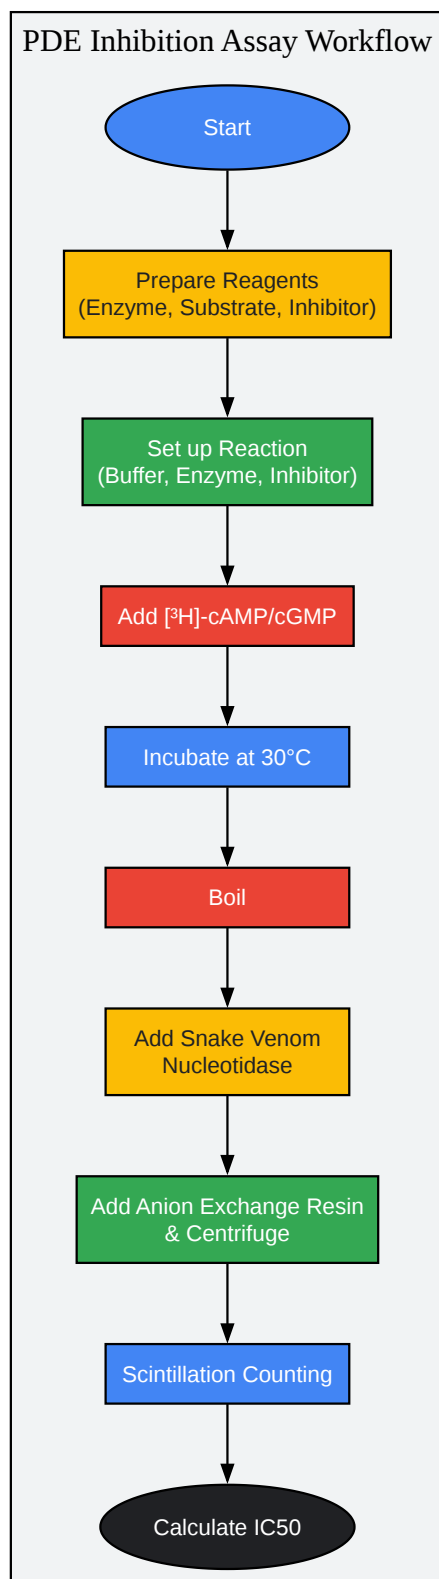 PDE Inhibition Assay Workflow
Start
Prepare Reagents
(Enzyme, Substrate, Inhibitor)
Set up Reaction
(Buffer, Enzyme, Inhibitor)
Add [³H]-cAMP/cGMP
Incubate at 30°C
Boil
Add Snake Venom
Nucleotidase
Add Anion Exchange Resin
& Centrifuge
Scintillation Counting
Calculate IC50